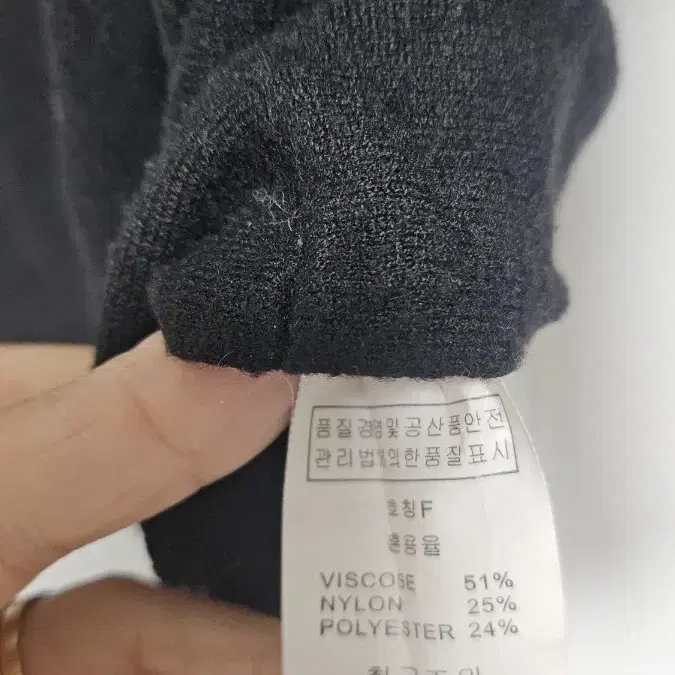 품질경영및공산품안전
관리법에의한품질표시
호칭F
혼용율
VISCOSE 51%
NYLON 25%
POLYESTER 24%